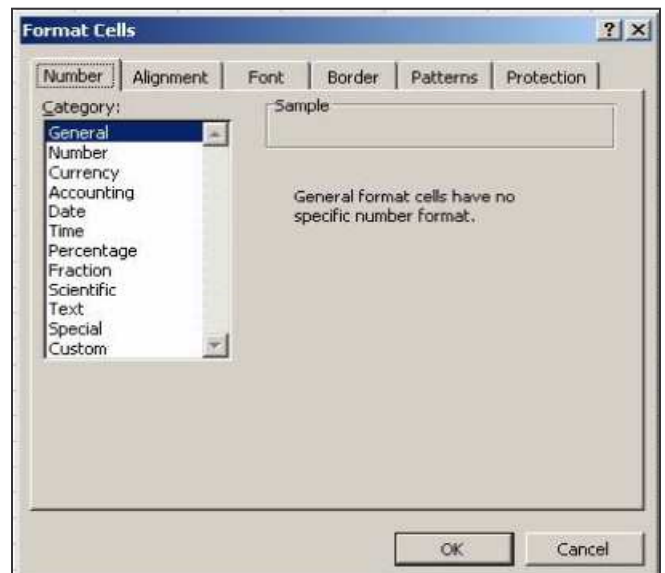 Format Cells
Number Alignment Font Border Patterns Protection
Category:
General
Number
Currency
Accounting
Date
Time
Percentage
Fraction
Scientific
Text
Special
Custom
Sample
General format cells have no
specific number format.
OK Cancel